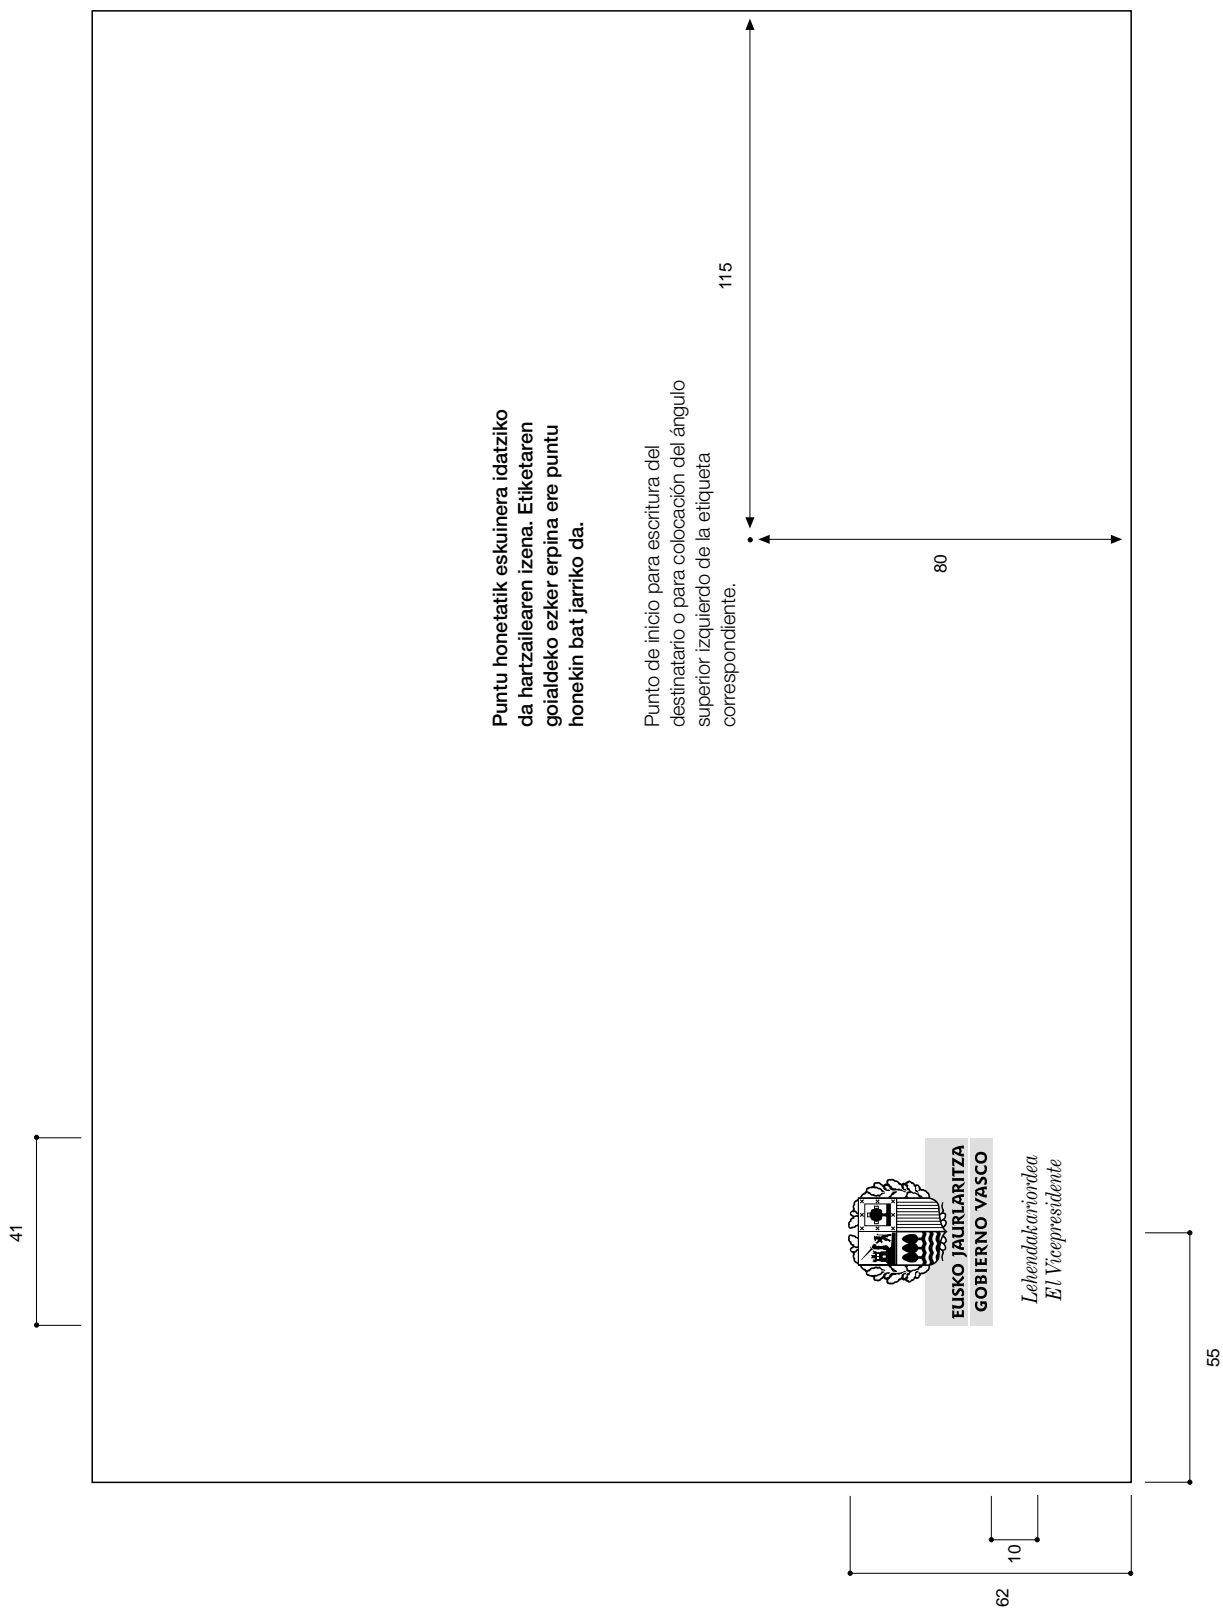 41
EUSKO JAURLARITZA
GOBIERNO VASCO
Lehendakariordea
El Vicepresidente
Puntu honetatik eskuinera idatziko
da hartzailearen izena. Etiketaren
goialdeko ezker erpina ere puntu
honekin bat jarriko da.
Punto de inicio para escritura del
destinatario o para colocación del ángulo
superior izquierdo de la etiqueta
correspondiente.
115
80
62
10
55